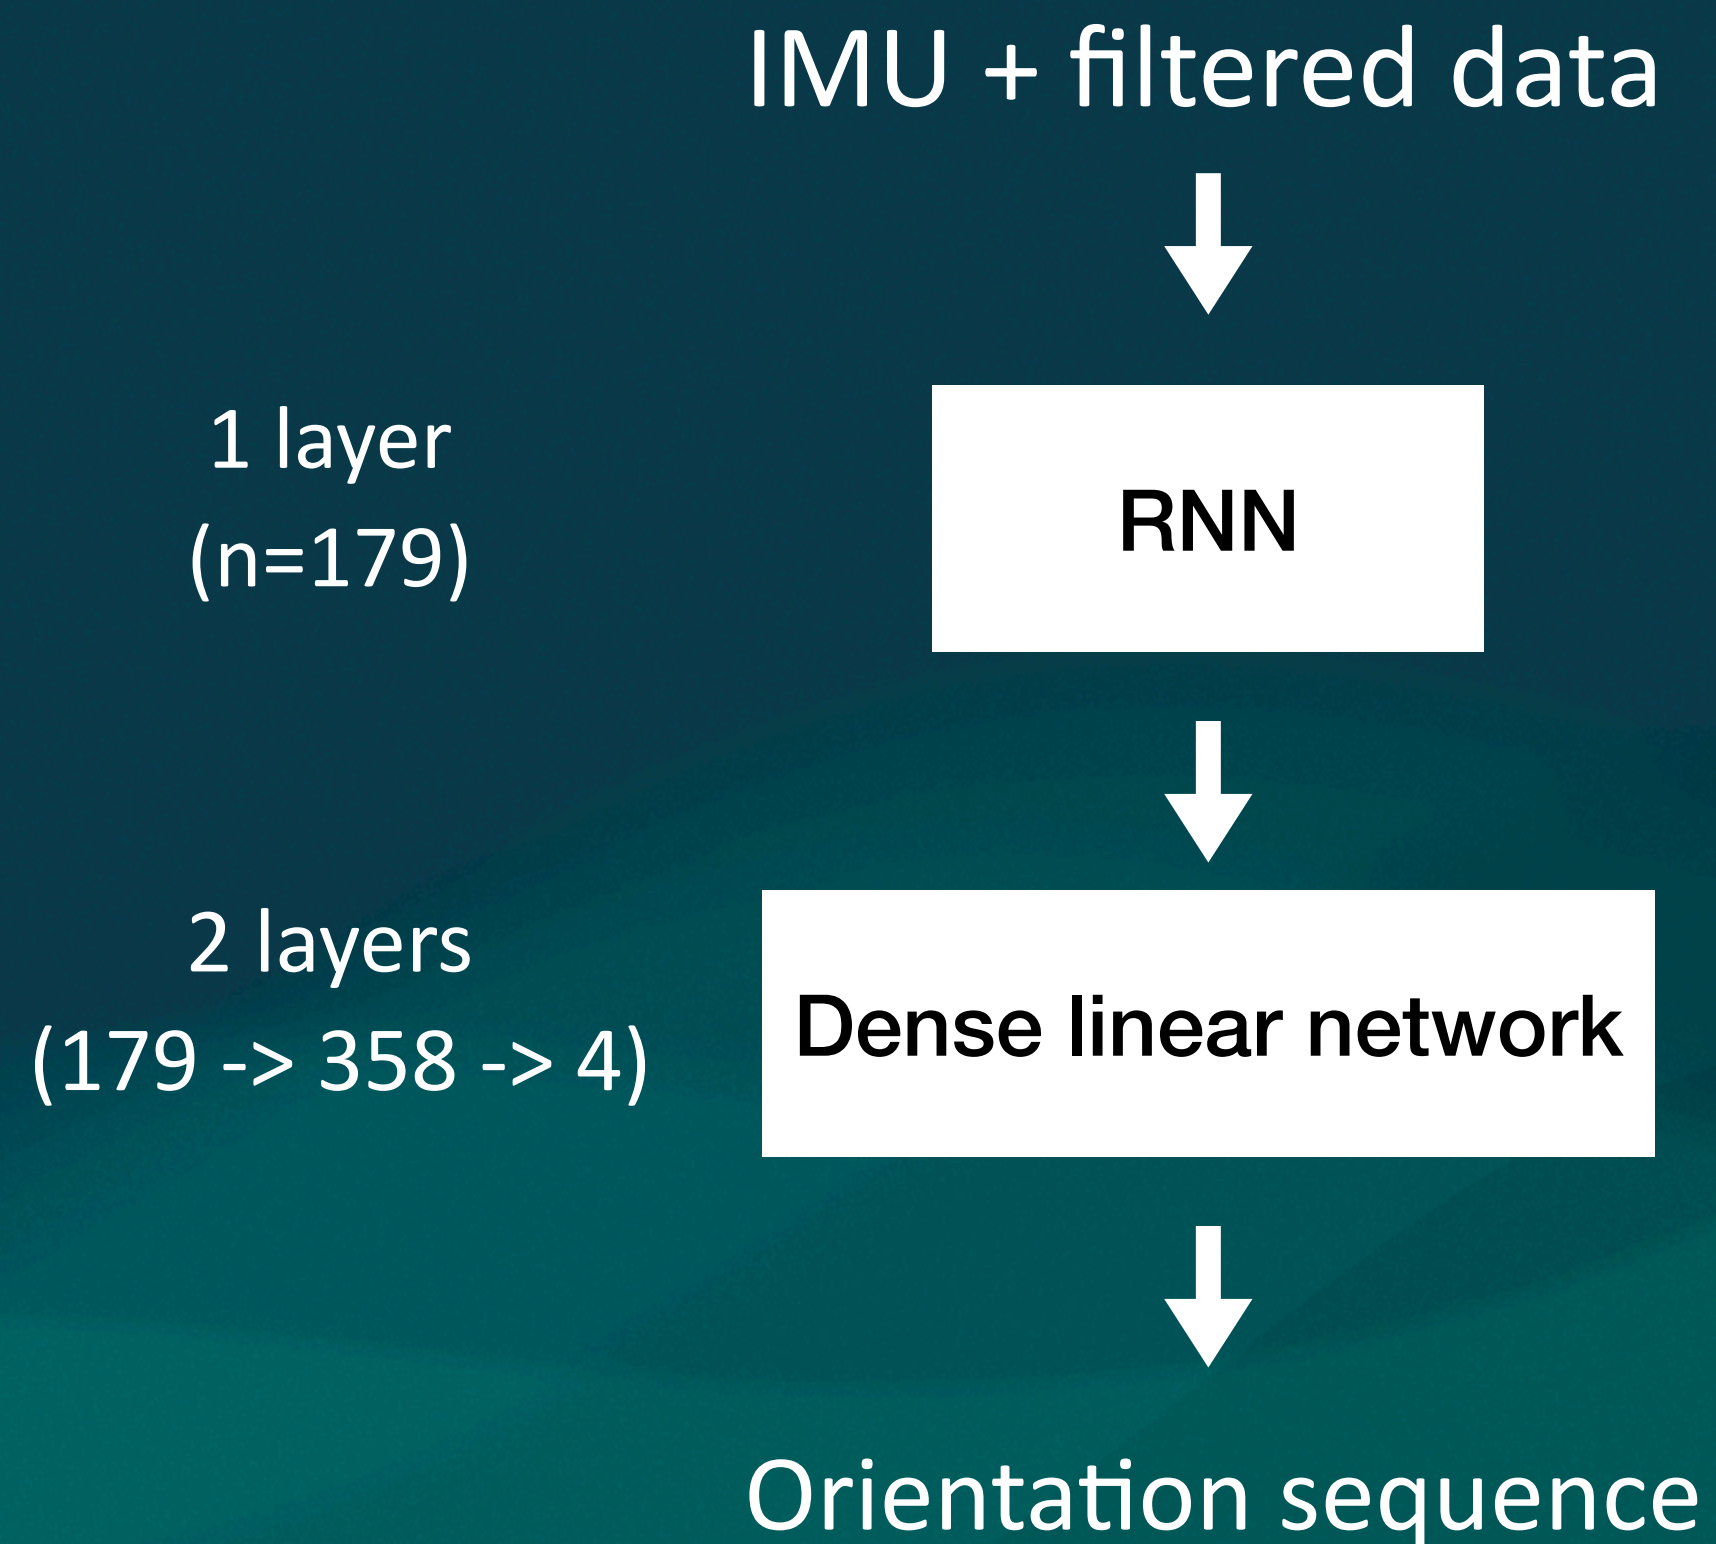 IMU + filtered data
1 layer
(n=179)
RNN
2 layers
(179 -> 358 -> 4)
Dense linear network
Orientation sequence